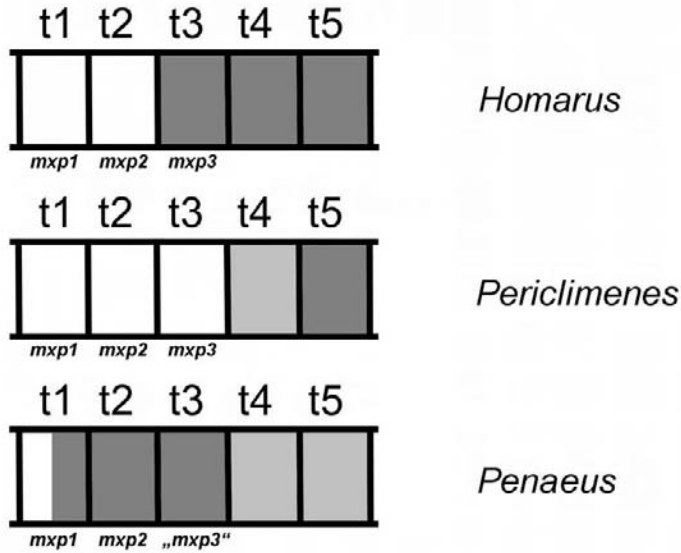 t1 t2 t3 t4 t5
Homarus
mxp1 mxp2 mxp3
t1 t2 t3 t4 t5
Periclimenes
mxp1 mxp2 mxp3
t1 t2 t3 t4 t5
Penaeus
mxp1 mxp2 „mxp3“